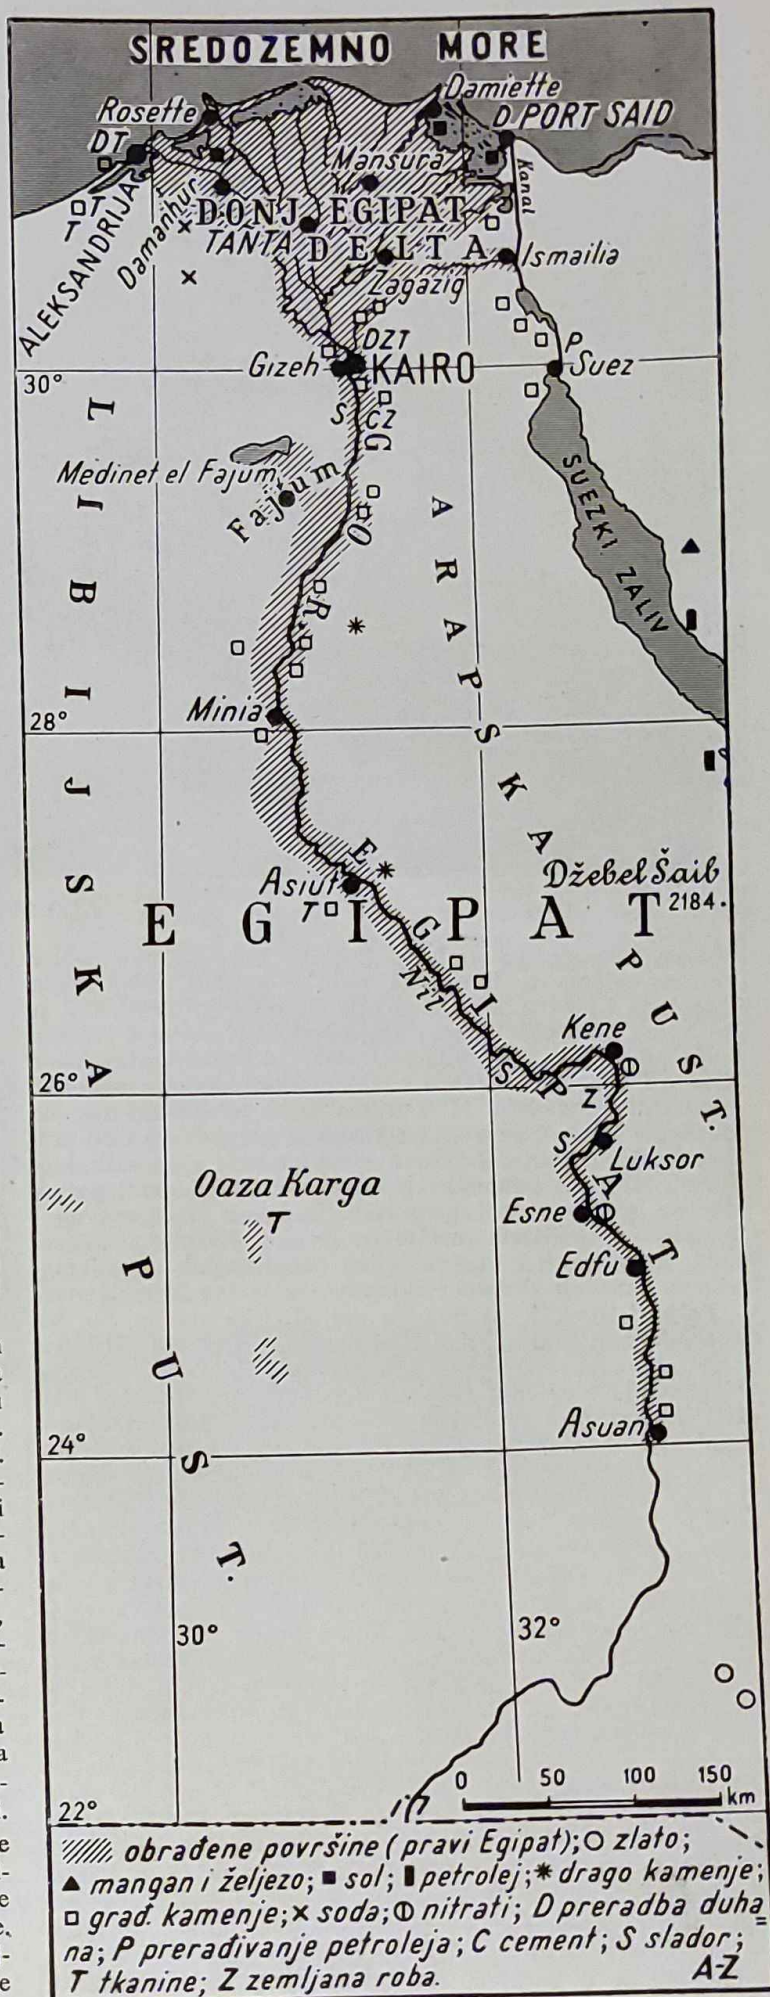 SREDOZEMNO MORE
Damiette
Rosette
D PORT SAID
DT
Mansura
Kanal
T
T
Damanhur
DONJ EGIPAT
ALEKSANDRIJA
TANTA
DELTA
Ismailia
Zagazig
DZT
P
Gizeh
KAIRO
Suez
30°
S
CZ
Medinet el Fajum
Fajum
SUEZKI ZALIV
GORNJI EGIPAT
LIBIJSKA PUST.
ARAPSKA PUST.
Minia
28°
Džebel Šaib
2184.
Asiut
T
EGIPAT
Nil
Kene
S
26°
Z
S
Luksor
Oaza Karga
T
Esne
Edfu
Asuan
24°
30°
32°
0 50 100 150
km
22°
obrađene površine (pravi Egipat); zlato;
mangan i željezo; sol; petrolej; drago kamenje;
građ. kamenje; soda; nitrati; D preradba duha=
na; P prerađivanje petroleja; C cement; S slador;
T tkanine; Z zemljana roba.
A-Z